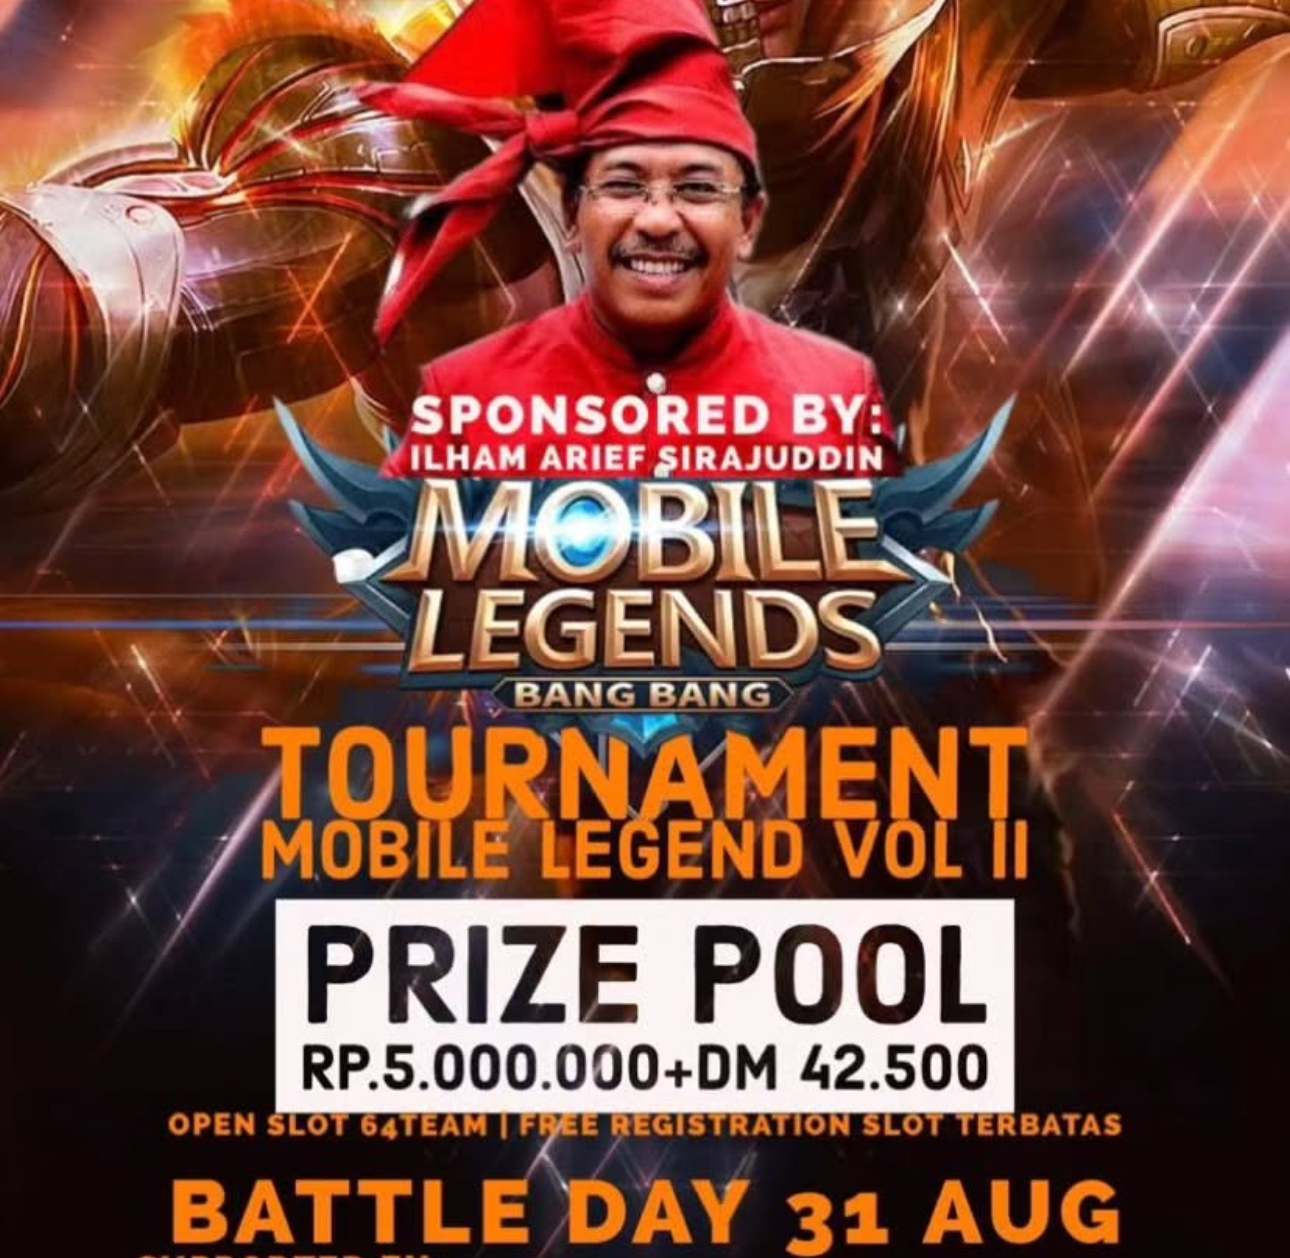 SPONSORED BY:
ILHAM ARIEF SIRAJUDDIN
MOBILE
LEGENDS
BANG BANG
TOURNAMENT
MOBILE LEGEND VOL II
PRIZE POOL
RP.5.000.000+DM 42.500
OPEN SLOT 64TEAM | FREE REGISTRATION SLOT TERBATAS
BATTLE DAY 31 AUG